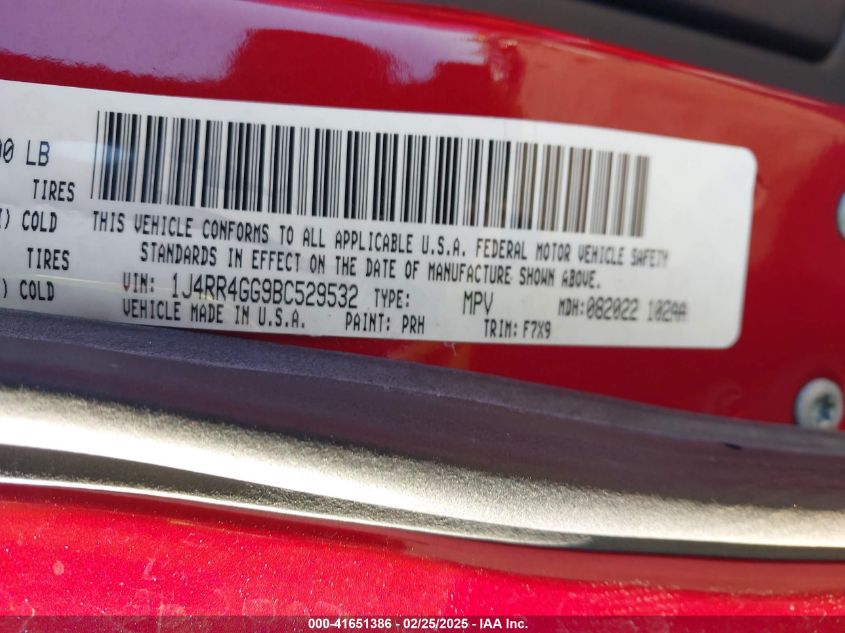 00 LB
TIRES
) COLD
TIRES
) COLD
THIS VEHICLE CONFORMS TO ALL APPLICABLE U.S.A. FEDERAL MOTOR VEHICLE SAFETY
STANDARDS IN EFFECT ON THE DATE OF MANUFACTURE SHOWN ABOVE.
VIN: 1J4RR4GG9BC529532 TYPE: MPV MDH:082022 102AA
VEHICLE MADE IN U.S.A. PAINT: PRH TRIM: F7X9
000-41651386 - 02/25/2025 - IAA Inc.